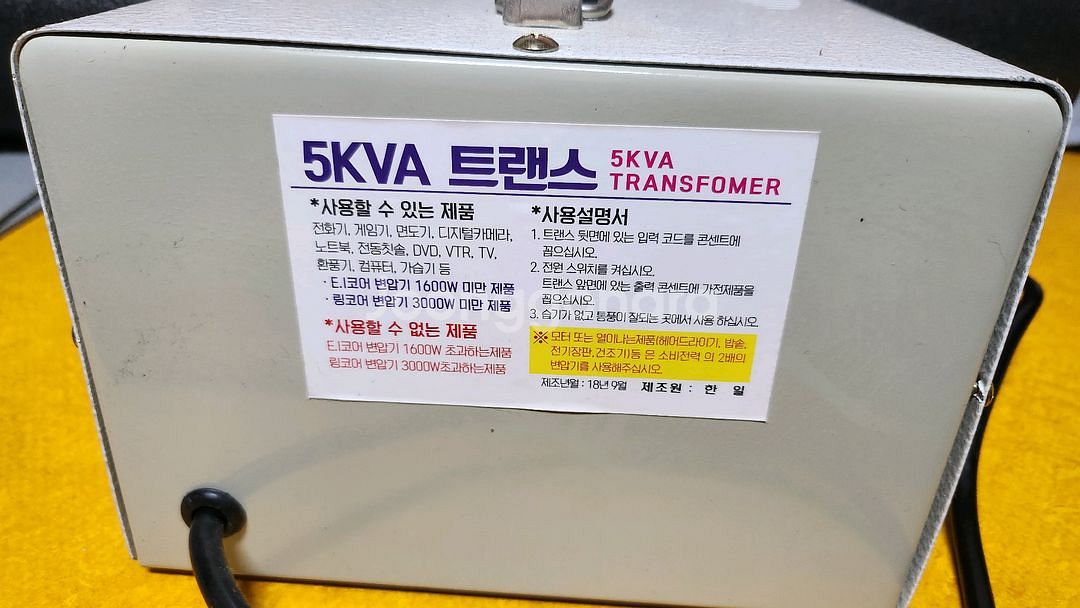 5KVA 트랜스
5KVA
TRANSFOMER
*사용할 수 있는 제품
전화기, 게임기, 면도기, 디지털카메라,
노트북, 전동칫솔, DVD, VTR, TV,
환풍기, 컴퓨터, 가습기 등
· E.I코어 변압기 1600W 미만 제품
· 링코어 변압기 3000W 미만 제품
*사용할 수 없는 제품
E.I코어 변압기 1600W 초과하는제품
링코어 변압기 3000W초과하는제품
*사용설명서
1. 트랜스 뒷면에 있는 입력 코드를 콘센트에
꼽으십시오.
2. 전원 스위치를 켜십시오.
트랜스 앞면에 있는 출력 콘센트에 가전제품을
꼽으십시오.
3. 습기가 없고 통풍이 잘되는 곳에서 사용 하십시오.
※ 모터 또는 열이나는제품(헤어드라이기, 밥솥,
전기장판,건조기)등 은 소비전력 의 2배의
변압기를 사용해주십시오.
제조년월 : 18년 9월 제조원 : 한 일